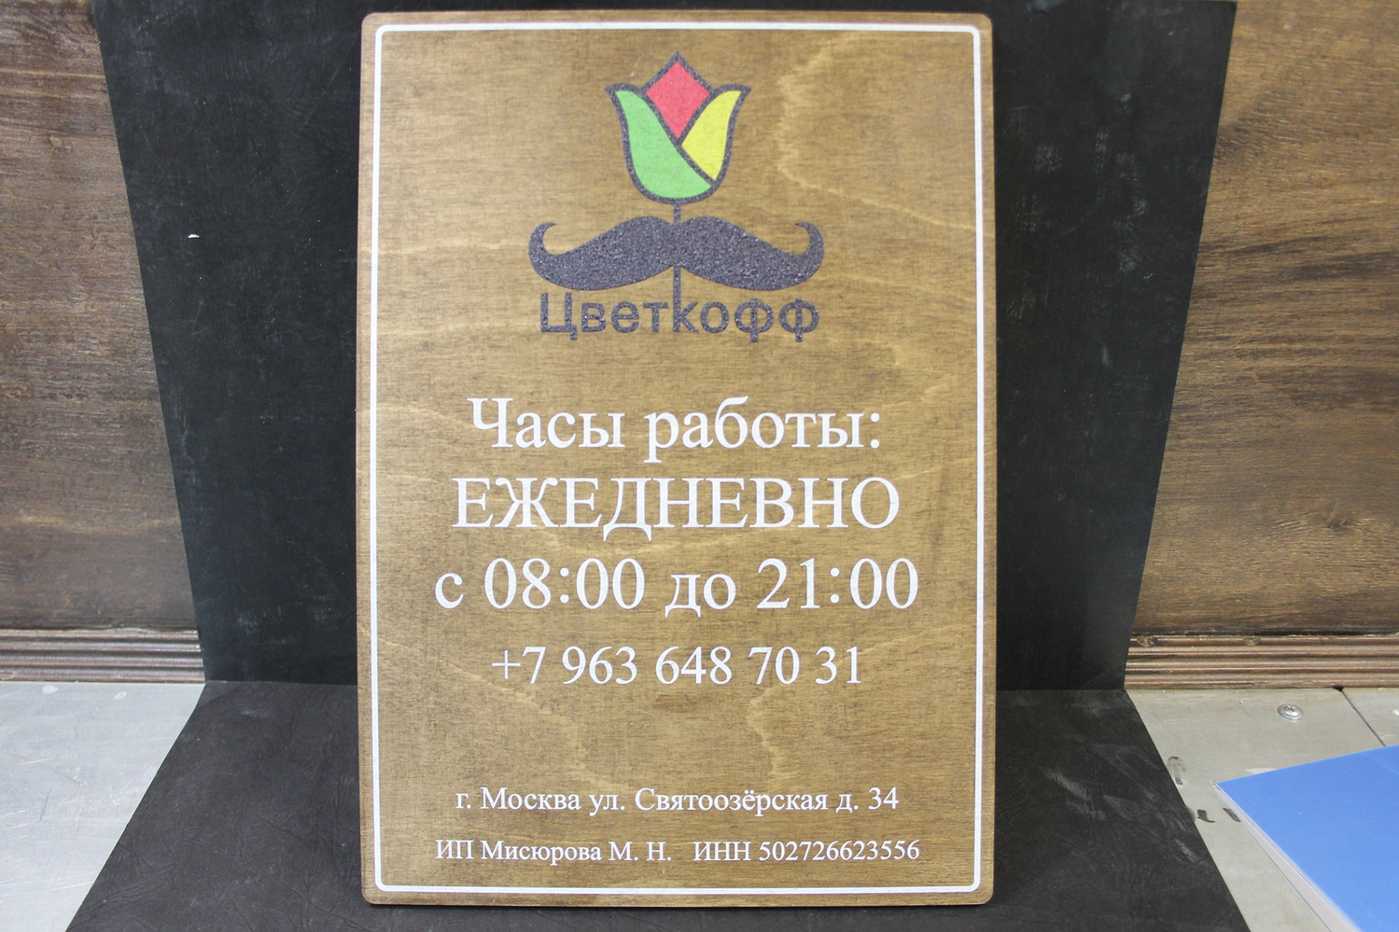 Цветкофф
Часы работы:
ЕЖЕДНЕВНО
с 08:00 до 21:00
+7 963 648 70 31
г. Москва ул. Святоозёрская д. 34
ИП Мисюрова М. Н. ИНН 502726623556